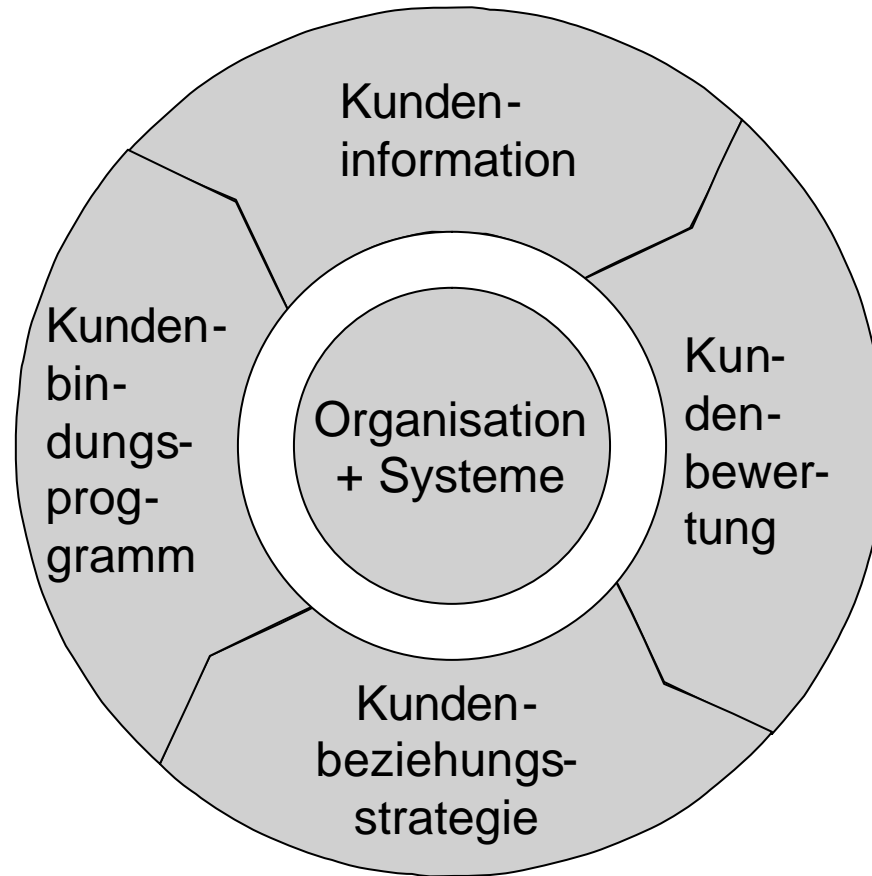 Kunden-
information
Kunden-
bin-
dungs-
prog-
gramm
Organisation
+ Systeme
Kun-
den-
bewer-
tung
Kunden-
beziehungs-
strategie